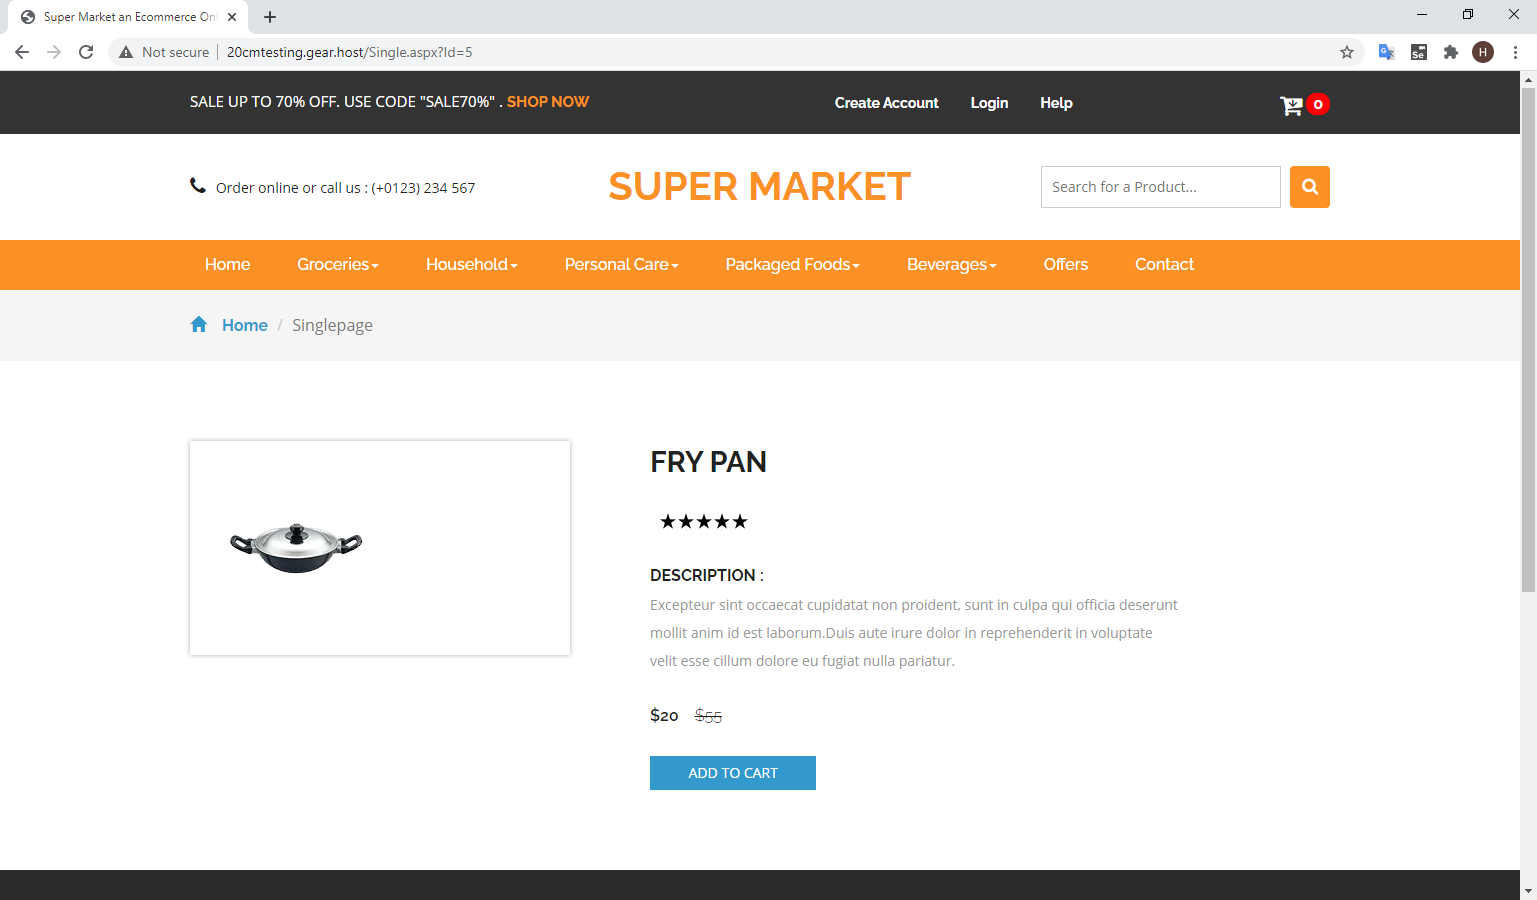 Super Market an Ecommerce Onl
Not secure
20cmtesting.gear.host/Single.aspx?Id=5
Se
H
SALE UP TO 70% OFF. USE CODE "SALE70%" . SHOP NOW
Create Account
Login
Help
0
Order online or call us : (+0123) 234 567
SUPER MARKET
Search for a Product...
Home
Groceries
Household
Personal Care
Packaged Foods
Beverages
Offers
Contact
Home / Singlepage
FRY PAN
★★★★★
DESCRIPTION :
Excepteur sint occaecat cupidatat non proident, sunt in culpa qui officia deserunt
mollit anim id est laborum.Duis aute irure dolor in reprehenderit in voluptate
velit esse cillum dolore eu fugiat nulla pariatur.
$20 $55
ADD TO CART